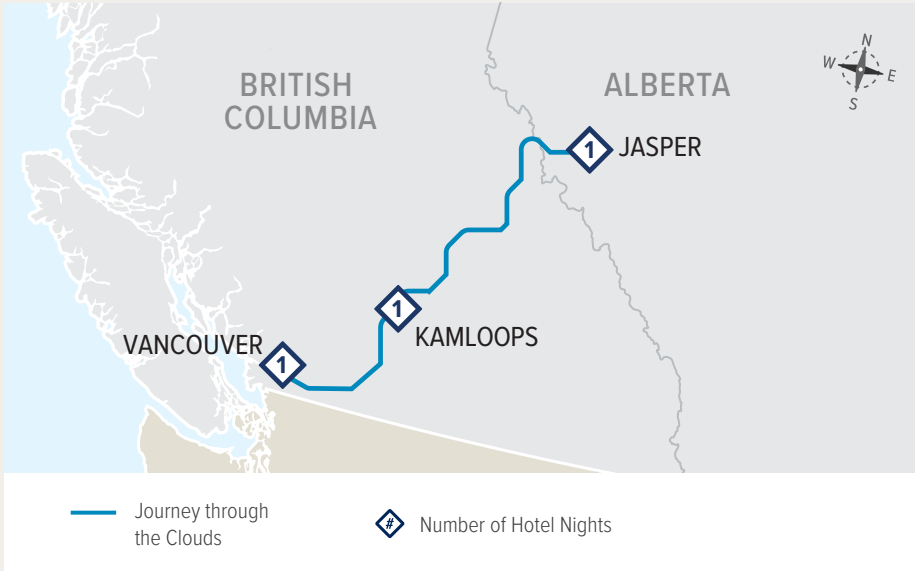 BRITISH
COLUMBIA
ALBERTA
N
W
E
S
1
JASPER
1
KAMLOOPS
VANCOUVER
1
Journey through
the Clouds
#
Number of Hotel Nights